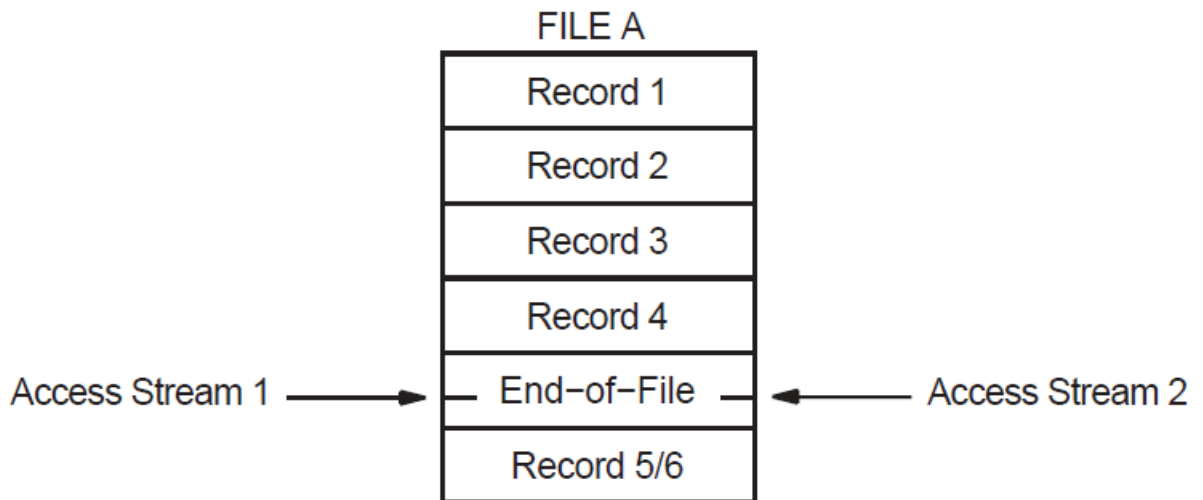 FILE A
Record 1
Record 2
Record 3
Record 4
Access Stream 1 End−of−File Access Stream 2
Record 5/6